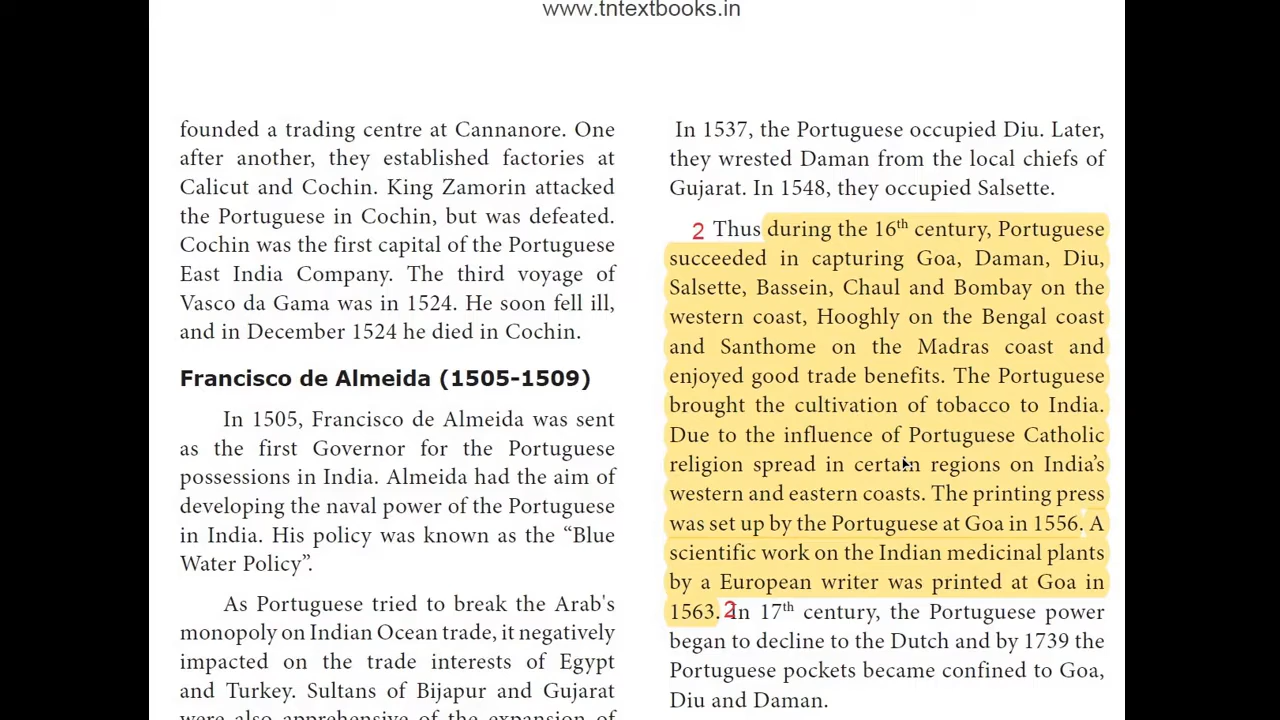 www.tntextbooks.in
founded a trading centre at Cannanore. One
after another, they established factories at
Calicut and Cochin. King Zamorin attacked
the Portuguese in Cochin, but was defeated.
Cochin was the first capital of the Portuguese
East India Company. The third voyage of
Vasco da Gama was in 1524. He soon fell ill,
and in December 1524 he died in Cochin.
Francisco de Almeida (1505-1509)
In 1505, Francisco de Almeida was sent
as the first Governor for the Portuguese
possessions in India. Almeida had the aim of
developing the naval power of the Portuguese
in India. His policy was known as the “Blue
Water Policy”.
As Portuguese tried to break the Arab's
monopoly on Indian Ocean trade, it negatively
impacted on the trade interests of Egypt
and Turkey. Sultans of Bijapur and Gujarat
were also apprehensive of the expansion of
In 1537, the Portuguese occupied Diu. Later,
they wrested Daman from the local chiefs of
Gujarat. In 1548, they occupied Salsette.
2 Thus during the 16th century, Portuguese
succeeded in capturing Goa, Daman, Diu,
Salsette, Bassein, Chaul and Bombay on the
western coast, Hooghly on the Bengal coast
and Santhome on the Madras coast and
enjoyed good trade benefits. The Portuguese
brought the cultivation of tobacco to India.
Due to the influence of Portuguese Catholic
religion spread in certain regions on India’s
western and eastern coasts. The printing press
was set up by the Portuguese at Goa in 1556. A
scientific work on the Indian medicinal plants
by a European writer was printed at Goa in
1563. 2 In 17th century, the Portuguese power
began to decline to the Dutch and by 1739 the
Portuguese pockets became confined to Goa,
Diu and Daman.